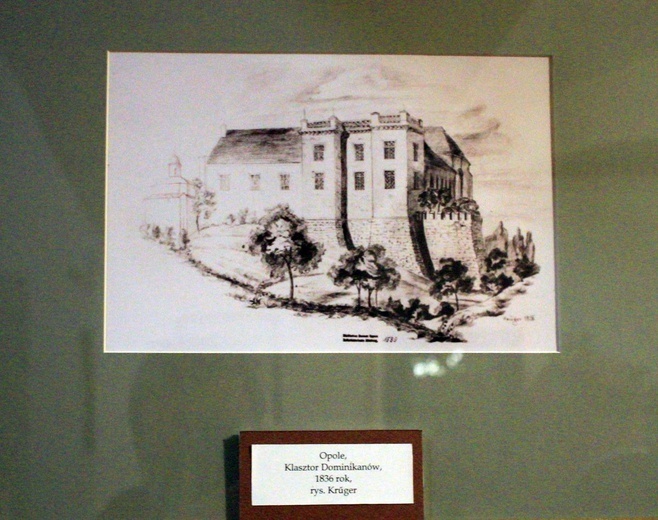 Opole,
Klasztor Dominikanów,
1836 rok,
rys. Krüger